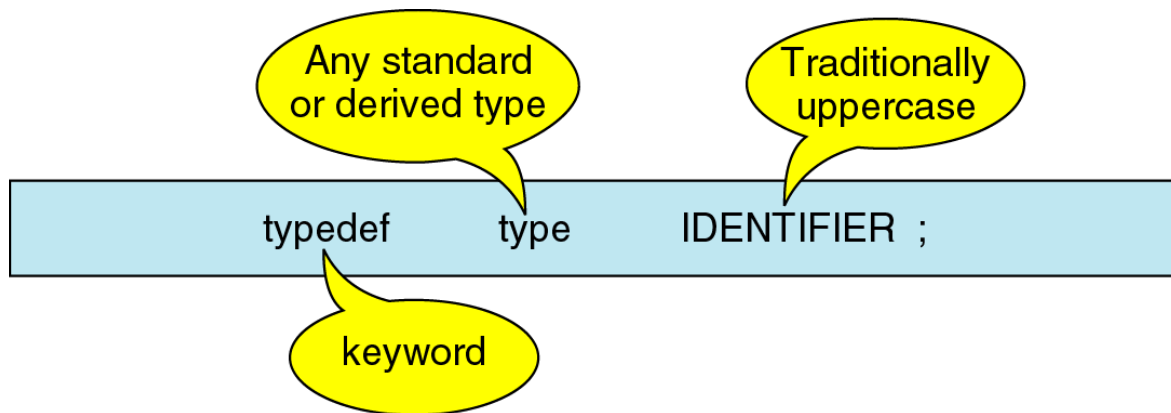 Any standard
or derived type
Traditionally
uppercase
typedef type IDENTIFIER ;
keyword